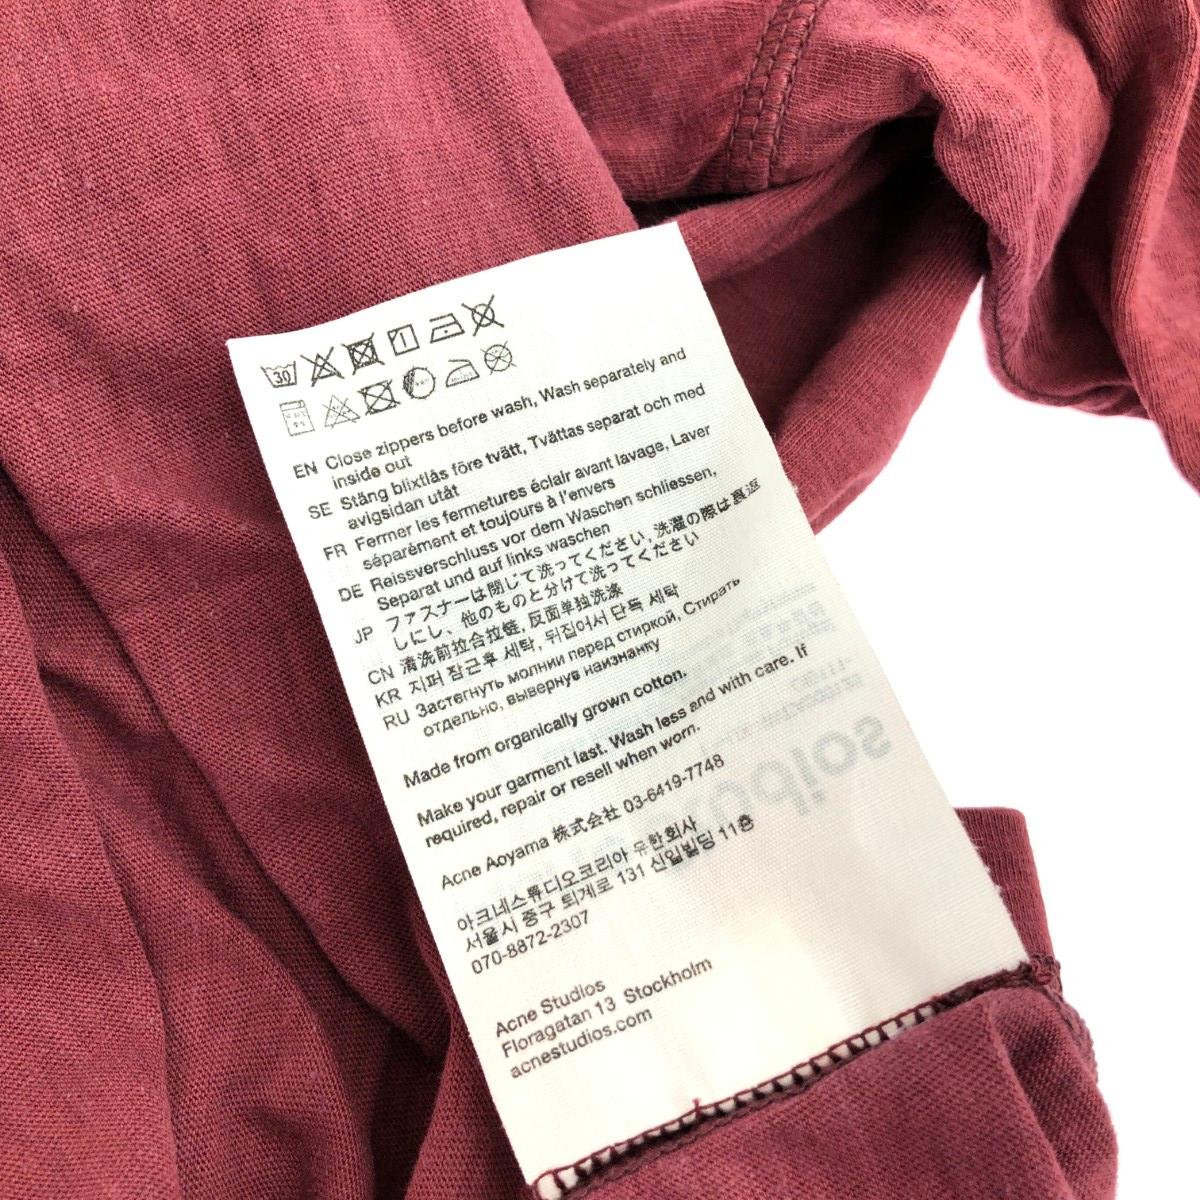 30
EN Close zippers before wash, Wash separately and
inside out
SE Stäng blixtlås före tvätt, Tvättas separat och med
avigsidan utåt
FR Fermer les fermetures éclair avant lavage, Laver
séparément et toujours à l'envers
DE Reissverschluss vor dem Waschen schliessen,
Separat und auf links waschen
JP ファスナーは閉じて洗ってください, 洗濯の際は裏返
しにし、他のものと分けて洗ってください
CN 清洗前拉合拉链, 反面单独洗涤
KR 지퍼 잠근후 세탁, 뒤집어서 단독 세탁
RU Застегнуть молнии перед стиркой, Стирать
отдельно, вывернув наизнанку
Made from organically grown cotton.
Make your garment last. Wash less and with care. If
required, repair or resell when worn.
Acne Aoyama 株式会社 03-6419-7748
아크네스튜디오코리아 유한회사
서울시 중구 퇴계로 131 신일빌딩 11층
070-8872-2307
Acne Studios
Floragatan 13 Stockholm
acnestudios.com